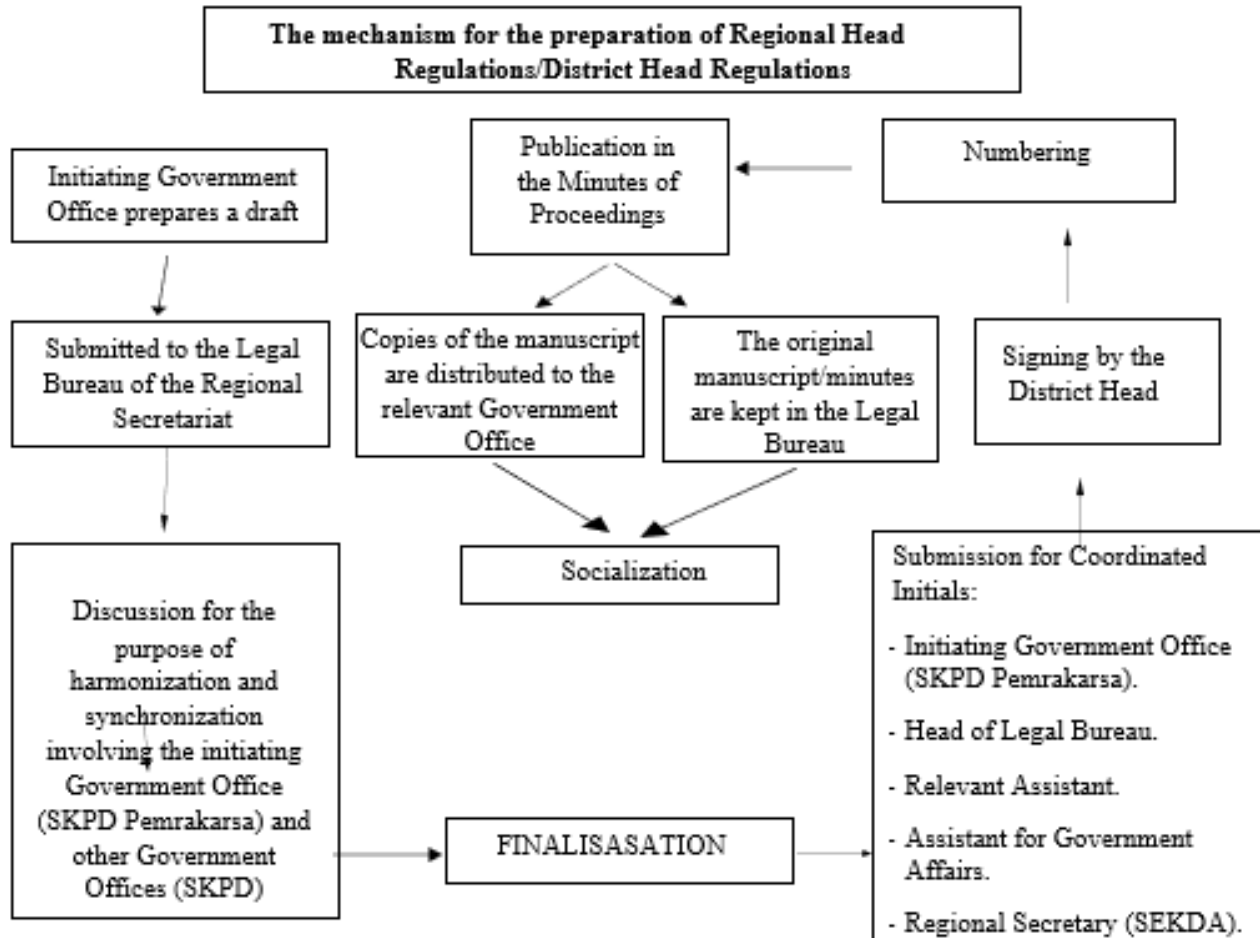 The mechanism for the preparation of Regional Head
Regulations/District Head Regulations
Initiating Government
Office prepares a draft
Submitted to the Legal
Bureau of the Regional
Secretariat
Discussion for the
purpose of
harmonization and
synchronization
involving the initiating
Government Office
(SKPD Pemrakarsa) and
other Government
Offices (SKPD)
FINALISASATION
Submission for Coordinated
Initials:
- Initiating Government Office
(SKPD Pemrakarsa).
- Head of Legal Bureau.
- Relevant Assistant.
- Assistant for Government
Affairs.
- Regional Secretary (SEKDA).
Signing by the
District Head
Numbering
Publication in
the Minutes of
Proceedings
Copies of the manuscript
are distributed to the
relevant Government
Office
The original
manuscript/minutes
are kept in the Legal
Bureau
Socialization